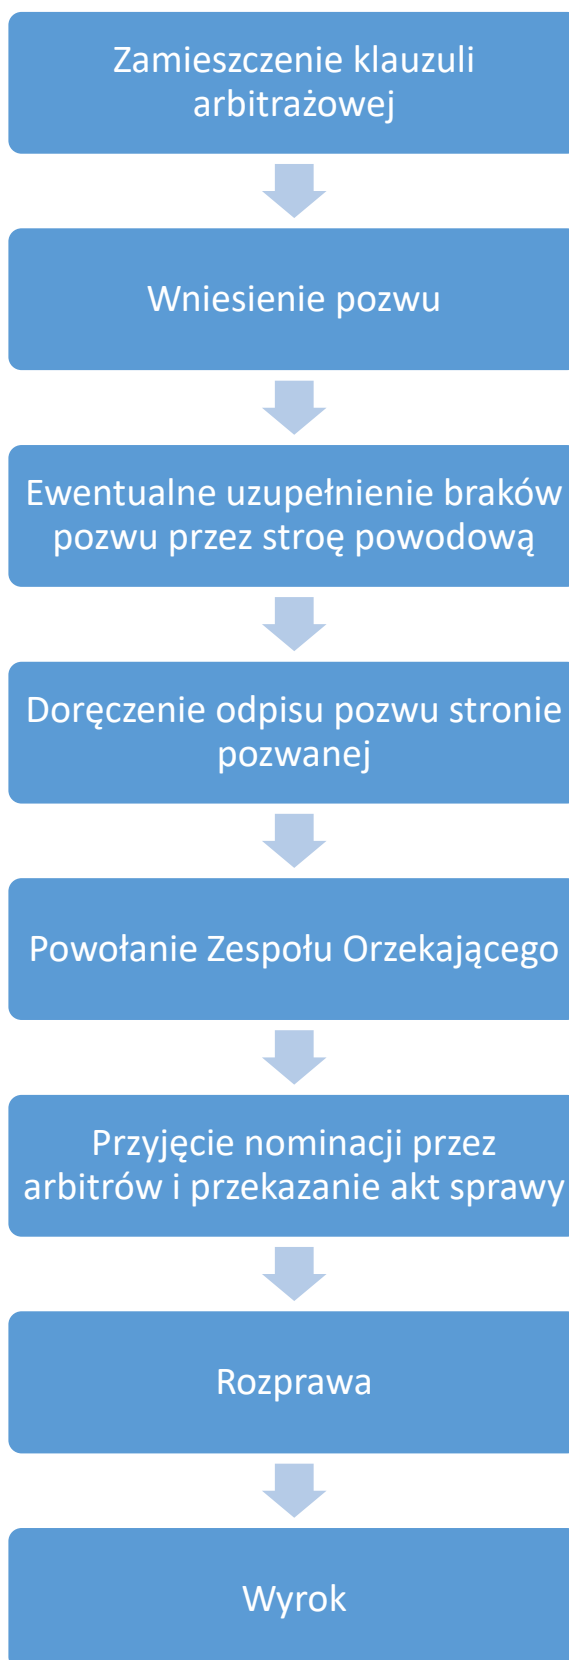 Zamieszczenie klauzuli
arbitrażowej
Wniesienie pozwu
Ewentualne uzupełnienie braków
pozwu przez stroę powodową
Doręczenie odpisu pozwu stronie
pozwanej
Powołanie Zespołu Orzekającego
Przyjęcie nominacji przez
arbitrów i przekazanie akt sprawy
Rozprawa
Wyrok